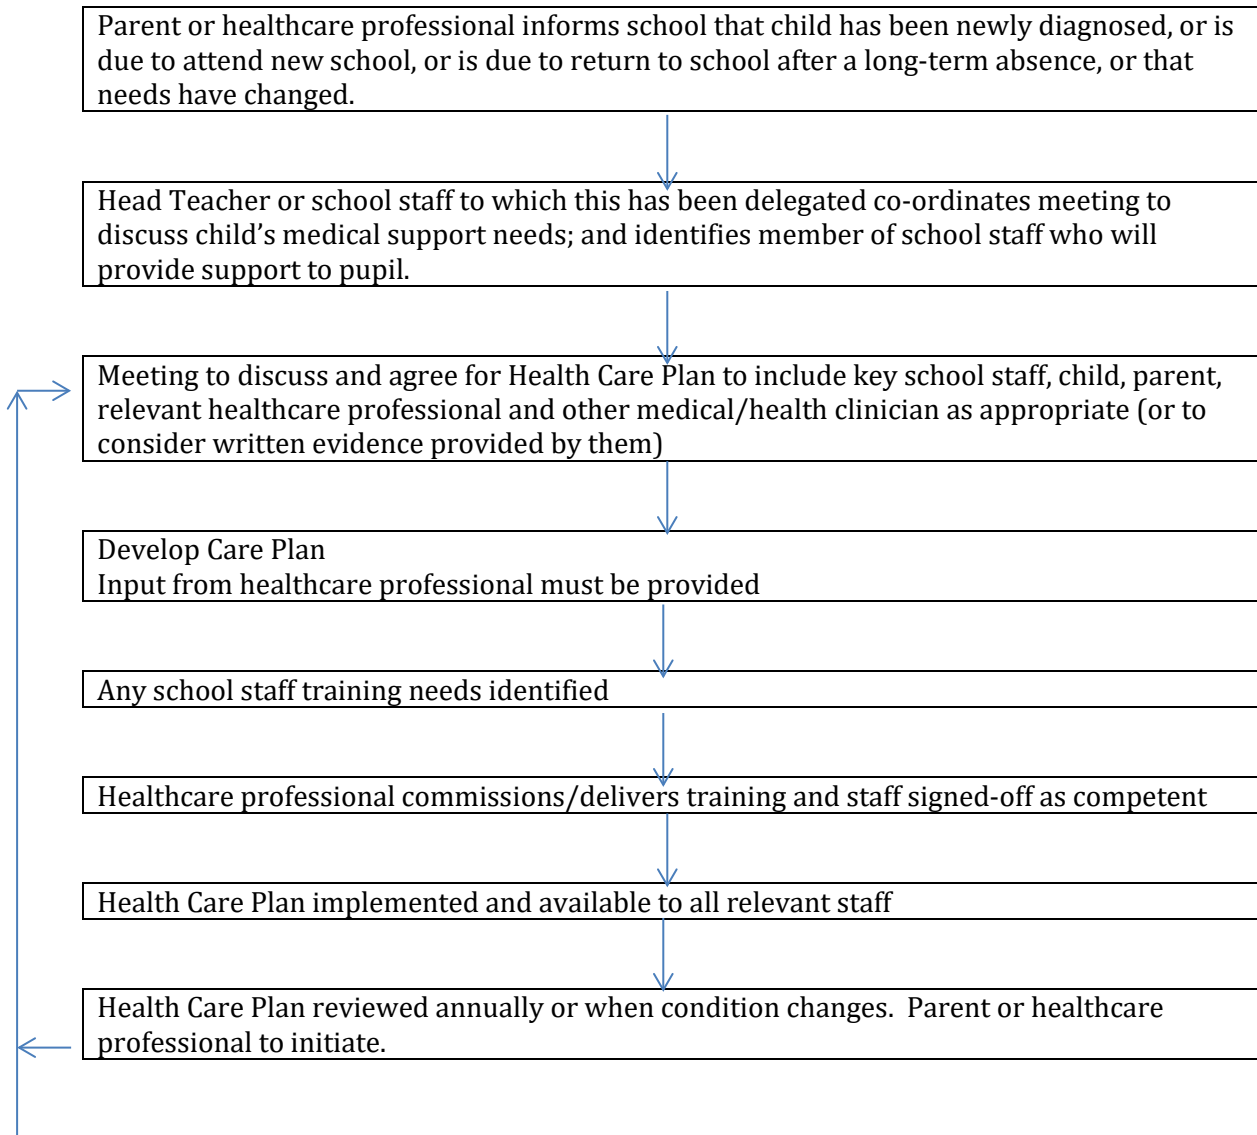 Parent or healthcare professional informs school that child has been newly diagnosed, or is
due to attend new school, or is due to return to school after a long-term absence, or that
needs have changed.
Head Teacher or school staff to which this has been delegated co-ordinates meeting to
discuss child's medical support needs; and identifies member of school staff who will
provide support to pupil.
Meeting to discuss and agree for Health Care Plan to include key school staff, child, parent,
relevant healthcare professional and other medical/health clinician as appropriate (or to
consider written evidence provided by them)
Develop Care Plan
Input from healthcare professional must be provided
Any school staff training needs identified
Healthcare professional commissions/delivers training and staff signed-off as competent
Health Care Plan implemented and available to all relevant staff
Health Care Plan reviewed annually or when condition changes.  Parent or healthcare
professional to initiate.